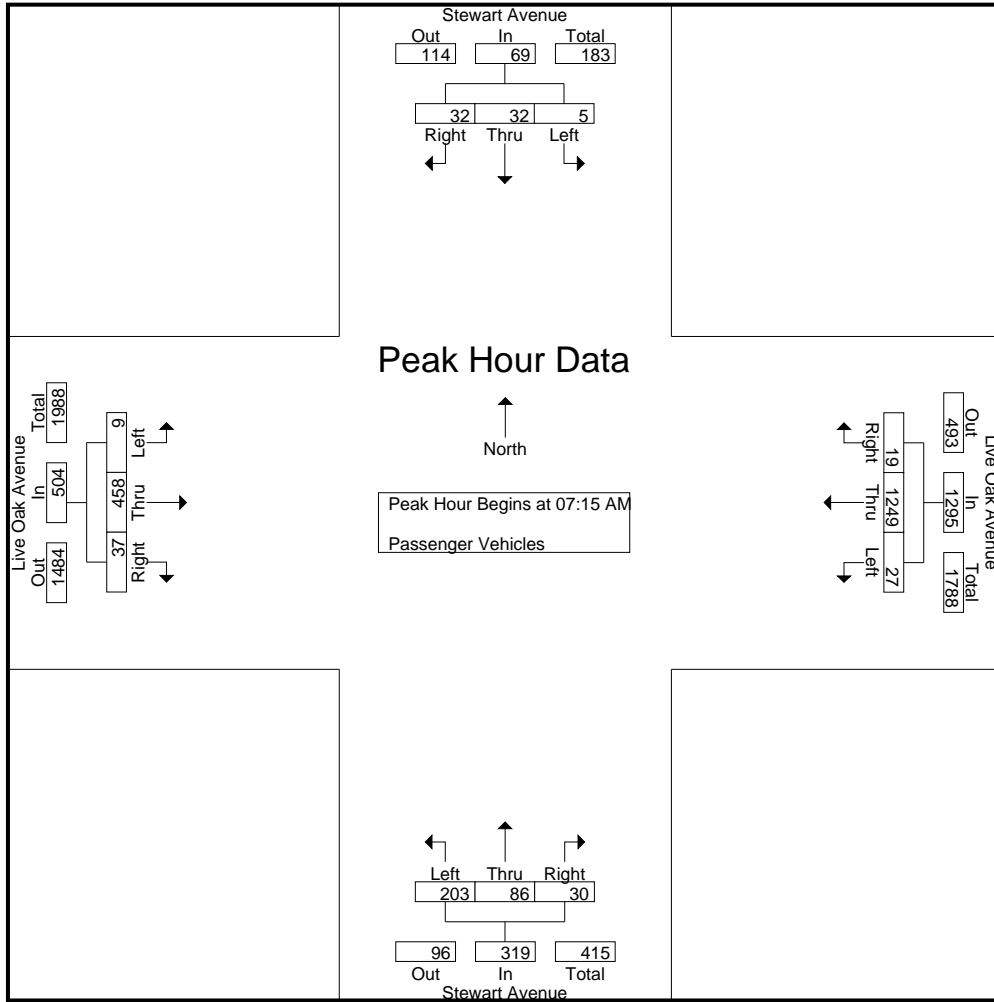 Stewart Avenue
Out In Total
114 69 183
32 32 5
Right Thru Left
Peak Hour Data
North
Peak Hour Begins at 07:15 AM
Passenger Vehicles
Live Oak Avenue
Out In Total
1484 504 1988
37 458 9
Right Thru Left
Live Oak Avenue
Out In Total
493 1295 1788
19 1249 27
Right Thru Left
Left Thru Right
203 86 30
96 319 415
Out In Total
Stewart Avenue